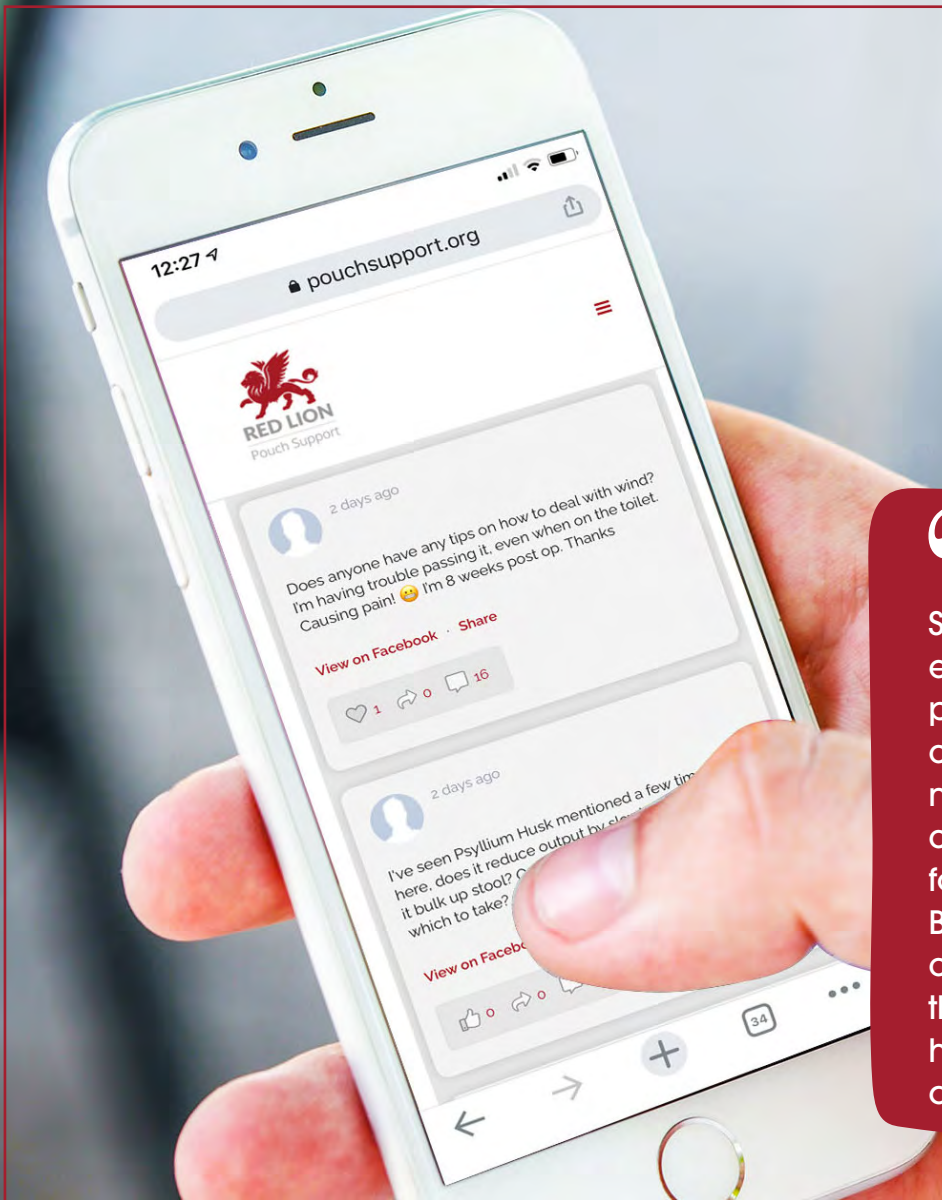 12:27
pouchsupport.org
RED LION
Pouch Support
2 days ago
Does anyone have any tips on how to deal with wind?
I'm having trouble passing it, even when on the toilet.
Causing pain! 😬 I'm 8 weeks post op. Thanks
View on Facebook · Share
1 0 16
2 days ago
I've seen Psyllium Husk mentioned a few
here, does it reduce output by
it bulk up stool?
which to take?
View on
0 0
34